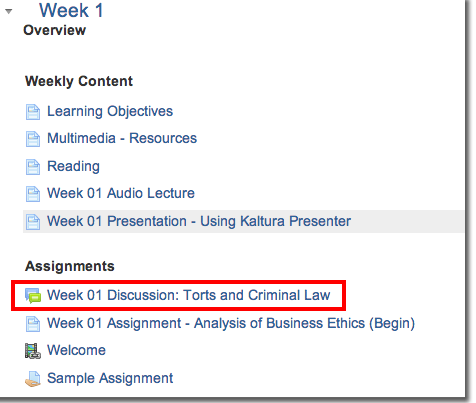 Week 1
Overview
Weekly Content
Learning Objectives
Multimedia - Resources
Reading
Week 01 Audio Lecture
Week 01 Presentation - Using Kaltura Presenter
Assignments
Week 01 Discussion: Torts and Criminal Law
Week 01 Assignment - Analysis of Business Ethics (Begin)
Welcome
Sample Assignment